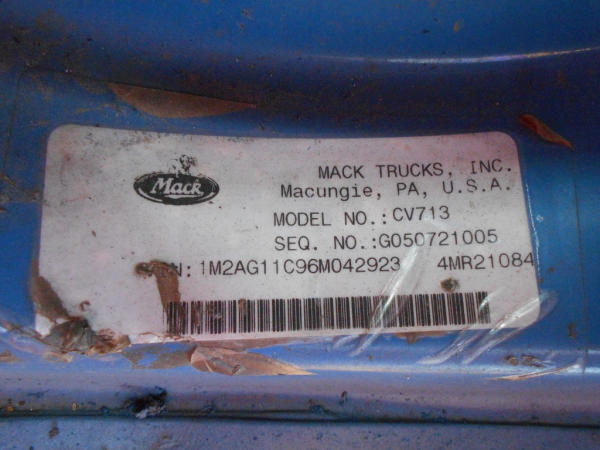 Mack
MACK TRUCKS, INC.
Macungie, PA, U.S.A.
MODEL NO.:CV713
SEQ. NO.:G050721005
N: 1M2AG11C96M042923 4MR21084